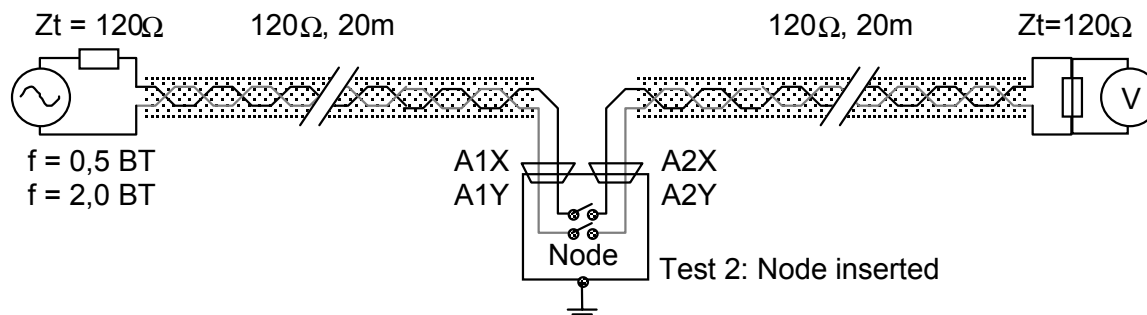 Zt = 120Ω
120Ω, 20m
120Ω, 20m
Zt=120Ω
V
f = 0,5 BT
f = 2,0 BT
A1X
A1Y
A2X
A2Y
Node
Test 2: Node inserted